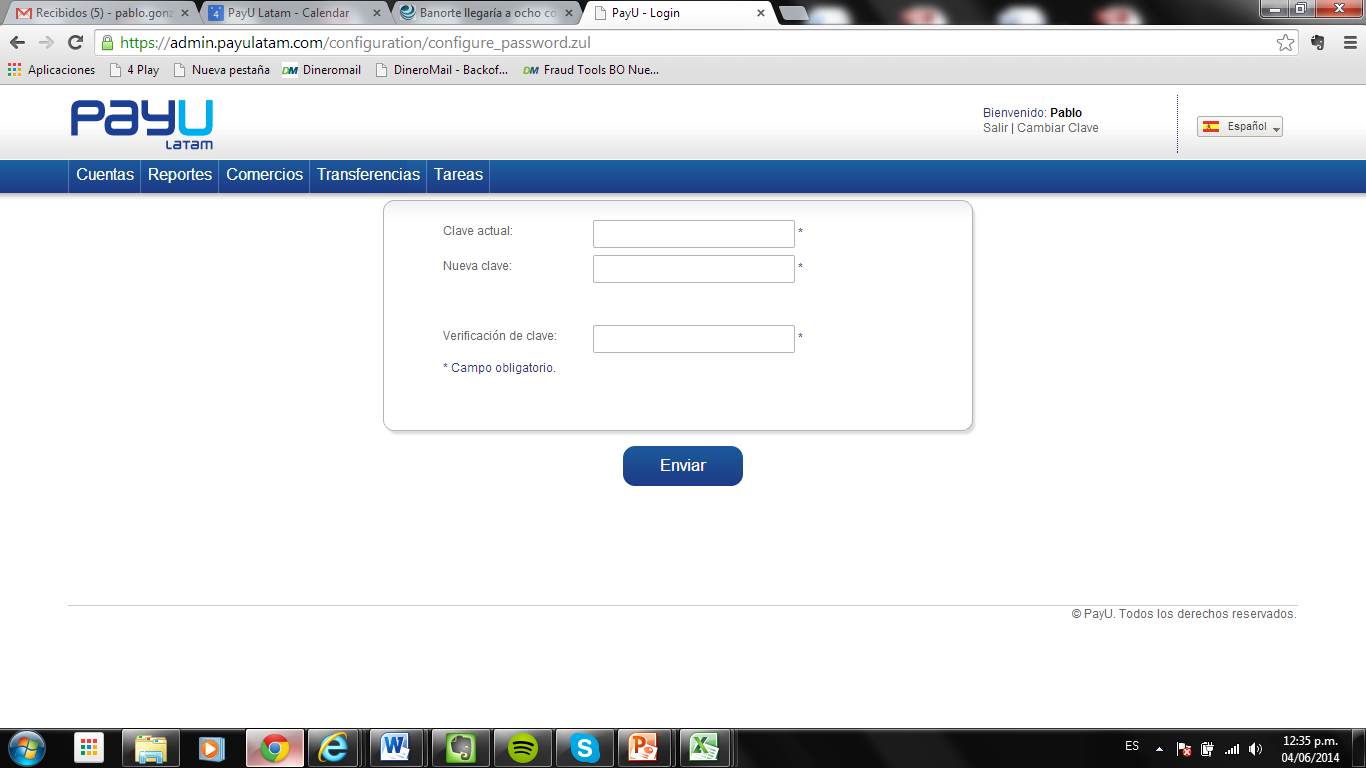 Recibidos (5) - pablo.gonz
4 PayU Latam - Calendar
Banorte llegaría a ocho co
PayU - Login
https://admin.payulatam.com/configuration/configure_password.zul
Aplicaciones
4 Play
Nueva pestaña
DM Dineromail
DineroMail - Backof...
DM Fraud Tools BO Nue...
PayU
LATAM
Bienvenido: Pablo
Salir | Cambiar Clave
Español
Cuentas
Reportes
Comercios
Transferencias
Tareas
Clave actual: *
Nueva clave: *
Verificación de clave: *
* Campo obligatorio.
Enviar
© PayU. Todos los derechos reservados.
ES
12:35 p.m.
04/06/2014